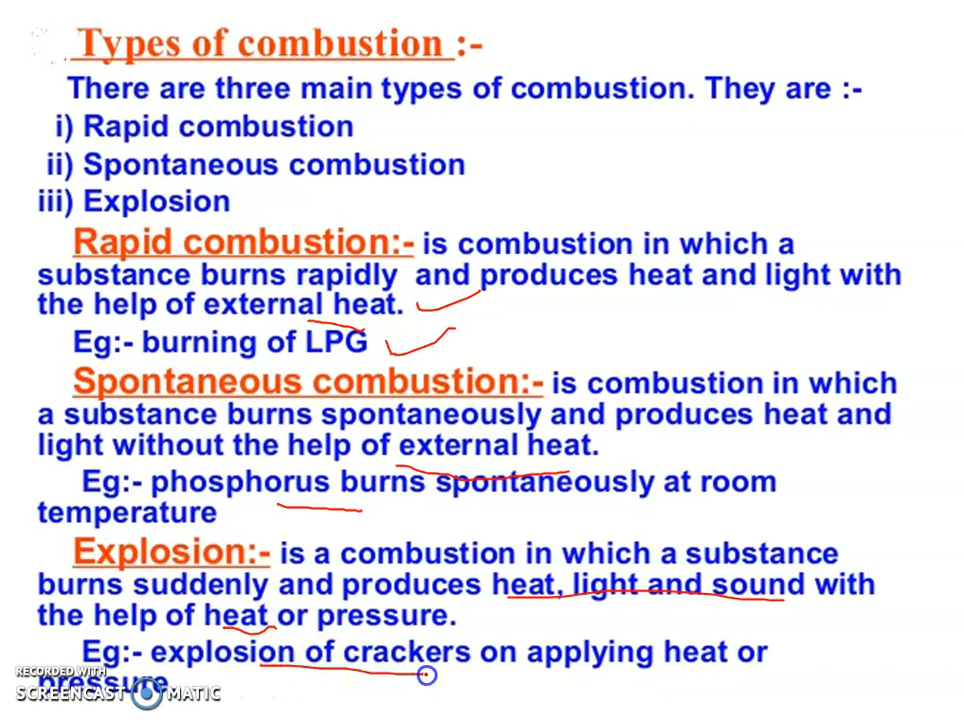 Types of combustion :-
There are three main types of combustion. They are :-
i) Rapid combustion
ii) Spontaneous combustion
iii) Explosion
Rapid combustion:- is combustion in which a
substance burns rapidly and produces heat and light with
the help of external heat.
Eg:- burning of LPG
Spontaneous combustion:- is combustion in which
a substance burns spontaneously and produces heat and
light without the help of external heat.
Eg:- phosphorus burns spontaneously at room
temperature
Explosion:- is a combustion in which a substance
burns suddenly and produces heat, light and sound with
the help of heat or pressure.
Eg:- explosion of crackers on applying heat or
pressure
RECORDED WITH
SCREENCAST MATIC